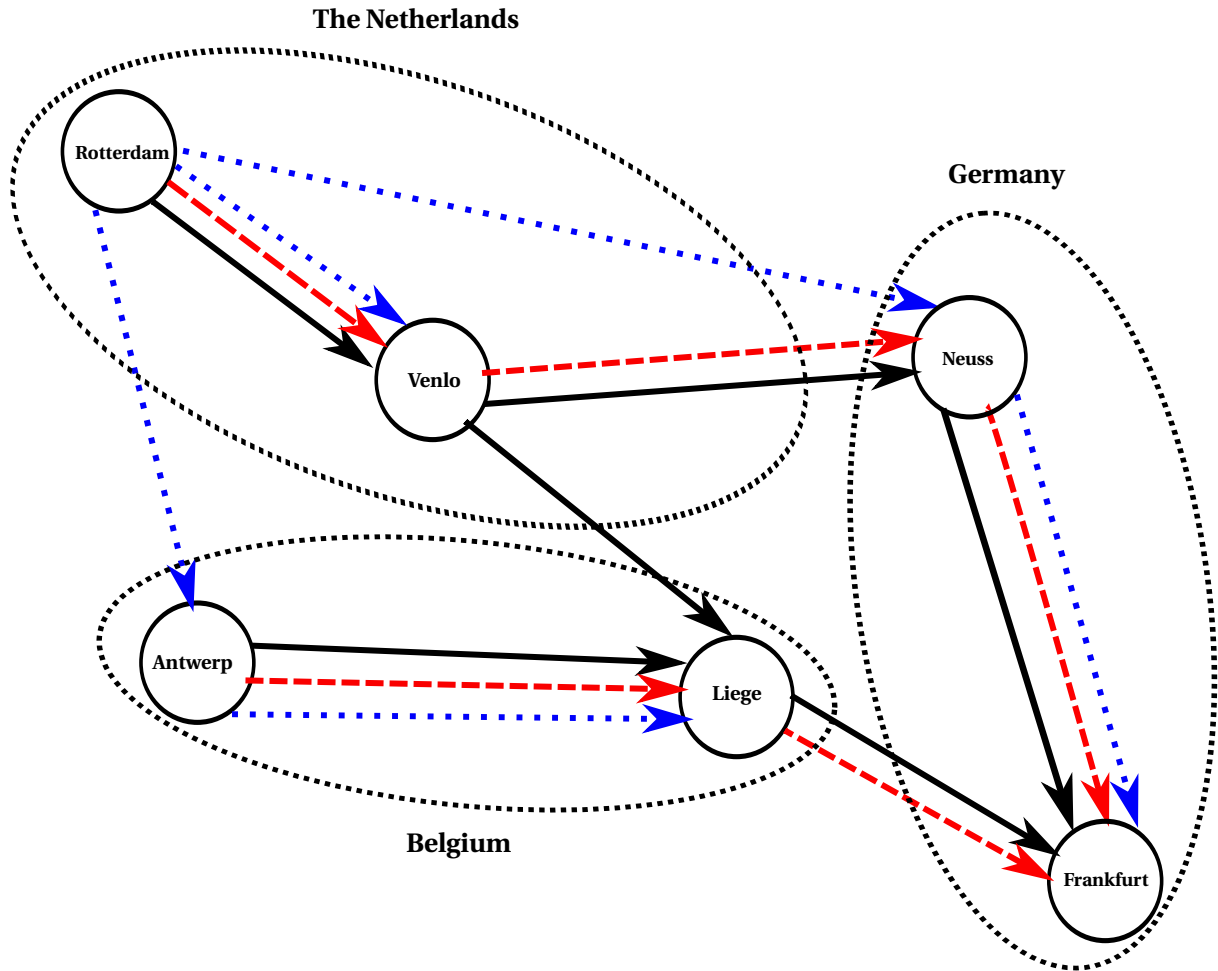 The Netherlands
Rotterdam
Germany
Venlo
Neuss
Antwerp
Liege
Belgium
Frankfurt